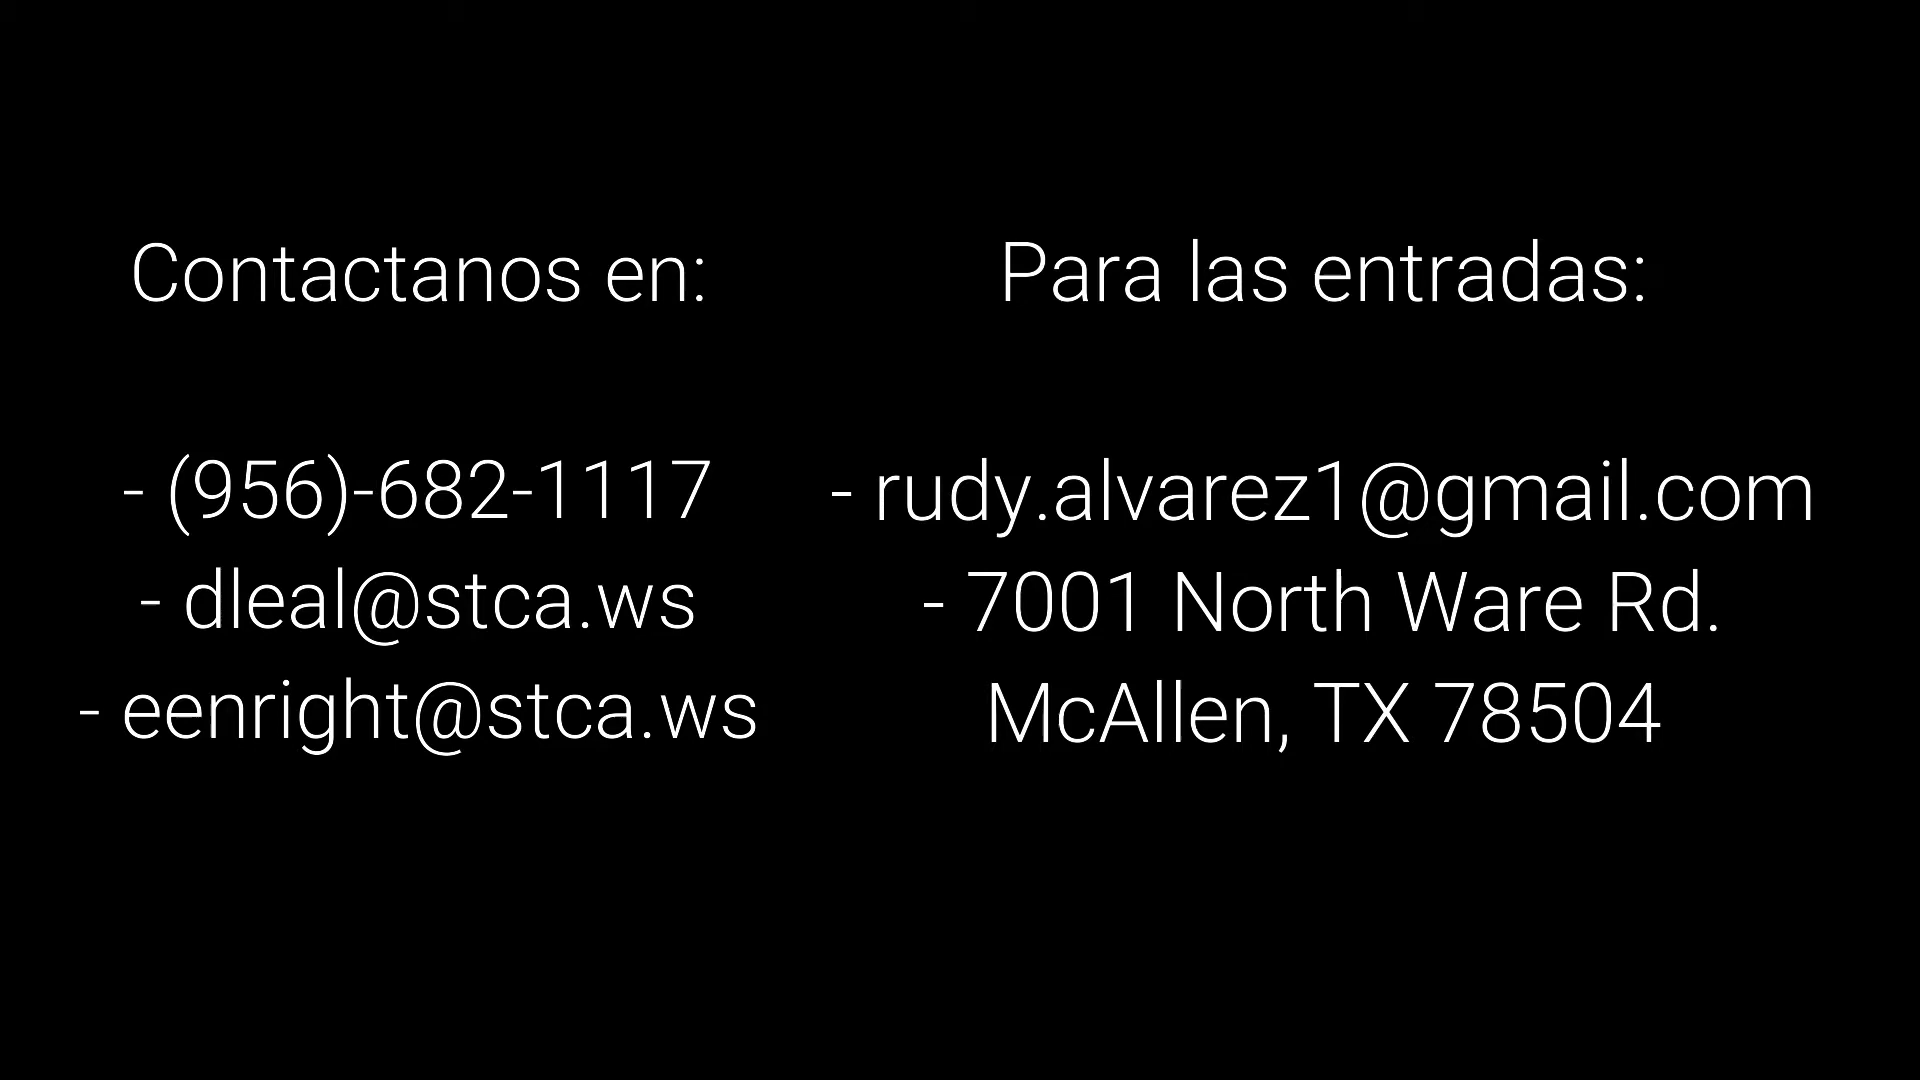 Contactanos en:
- (956)-682-1117
- dleal@stca.ws
- eenright@stca.ws
Para las entradas:
- rudy.alvarez1@gmail.com
- 7001 North Ware Rd.
McAllen, TX 78504